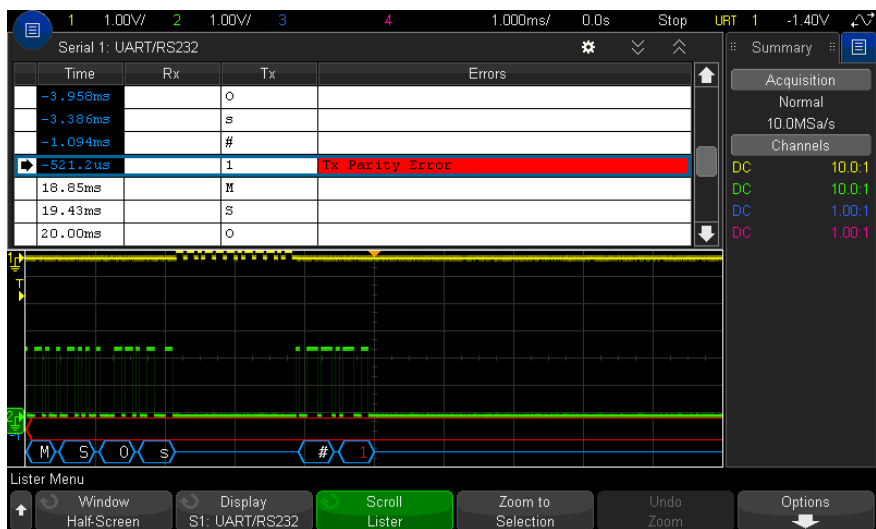 1 1.00V/ 2 1.00V/ 3 4 1.000ms/ 0.0s Stop URT 1 -1.40V
Serial 1: UART/RS232
Summary
Time Rx Tx Errors
-3.958ms O
-3.386ms s
-1.094ms #
-521.2us 1 Tx Parity Error
18.85ms M
19.43ms S
20.00ms O
Acquisition
Normal
10.0MSa/s
Channels
DC 10.0:1
DC 10.0:1
DC 1.00:1
DC 1.00:1
1
T
2
M S O s # 1
Lister Menu
Window
Half-Screen
Display
S1: UART/RS232
Scroll
Lister
Zoom to
Selection
Undo
Zoom
Options